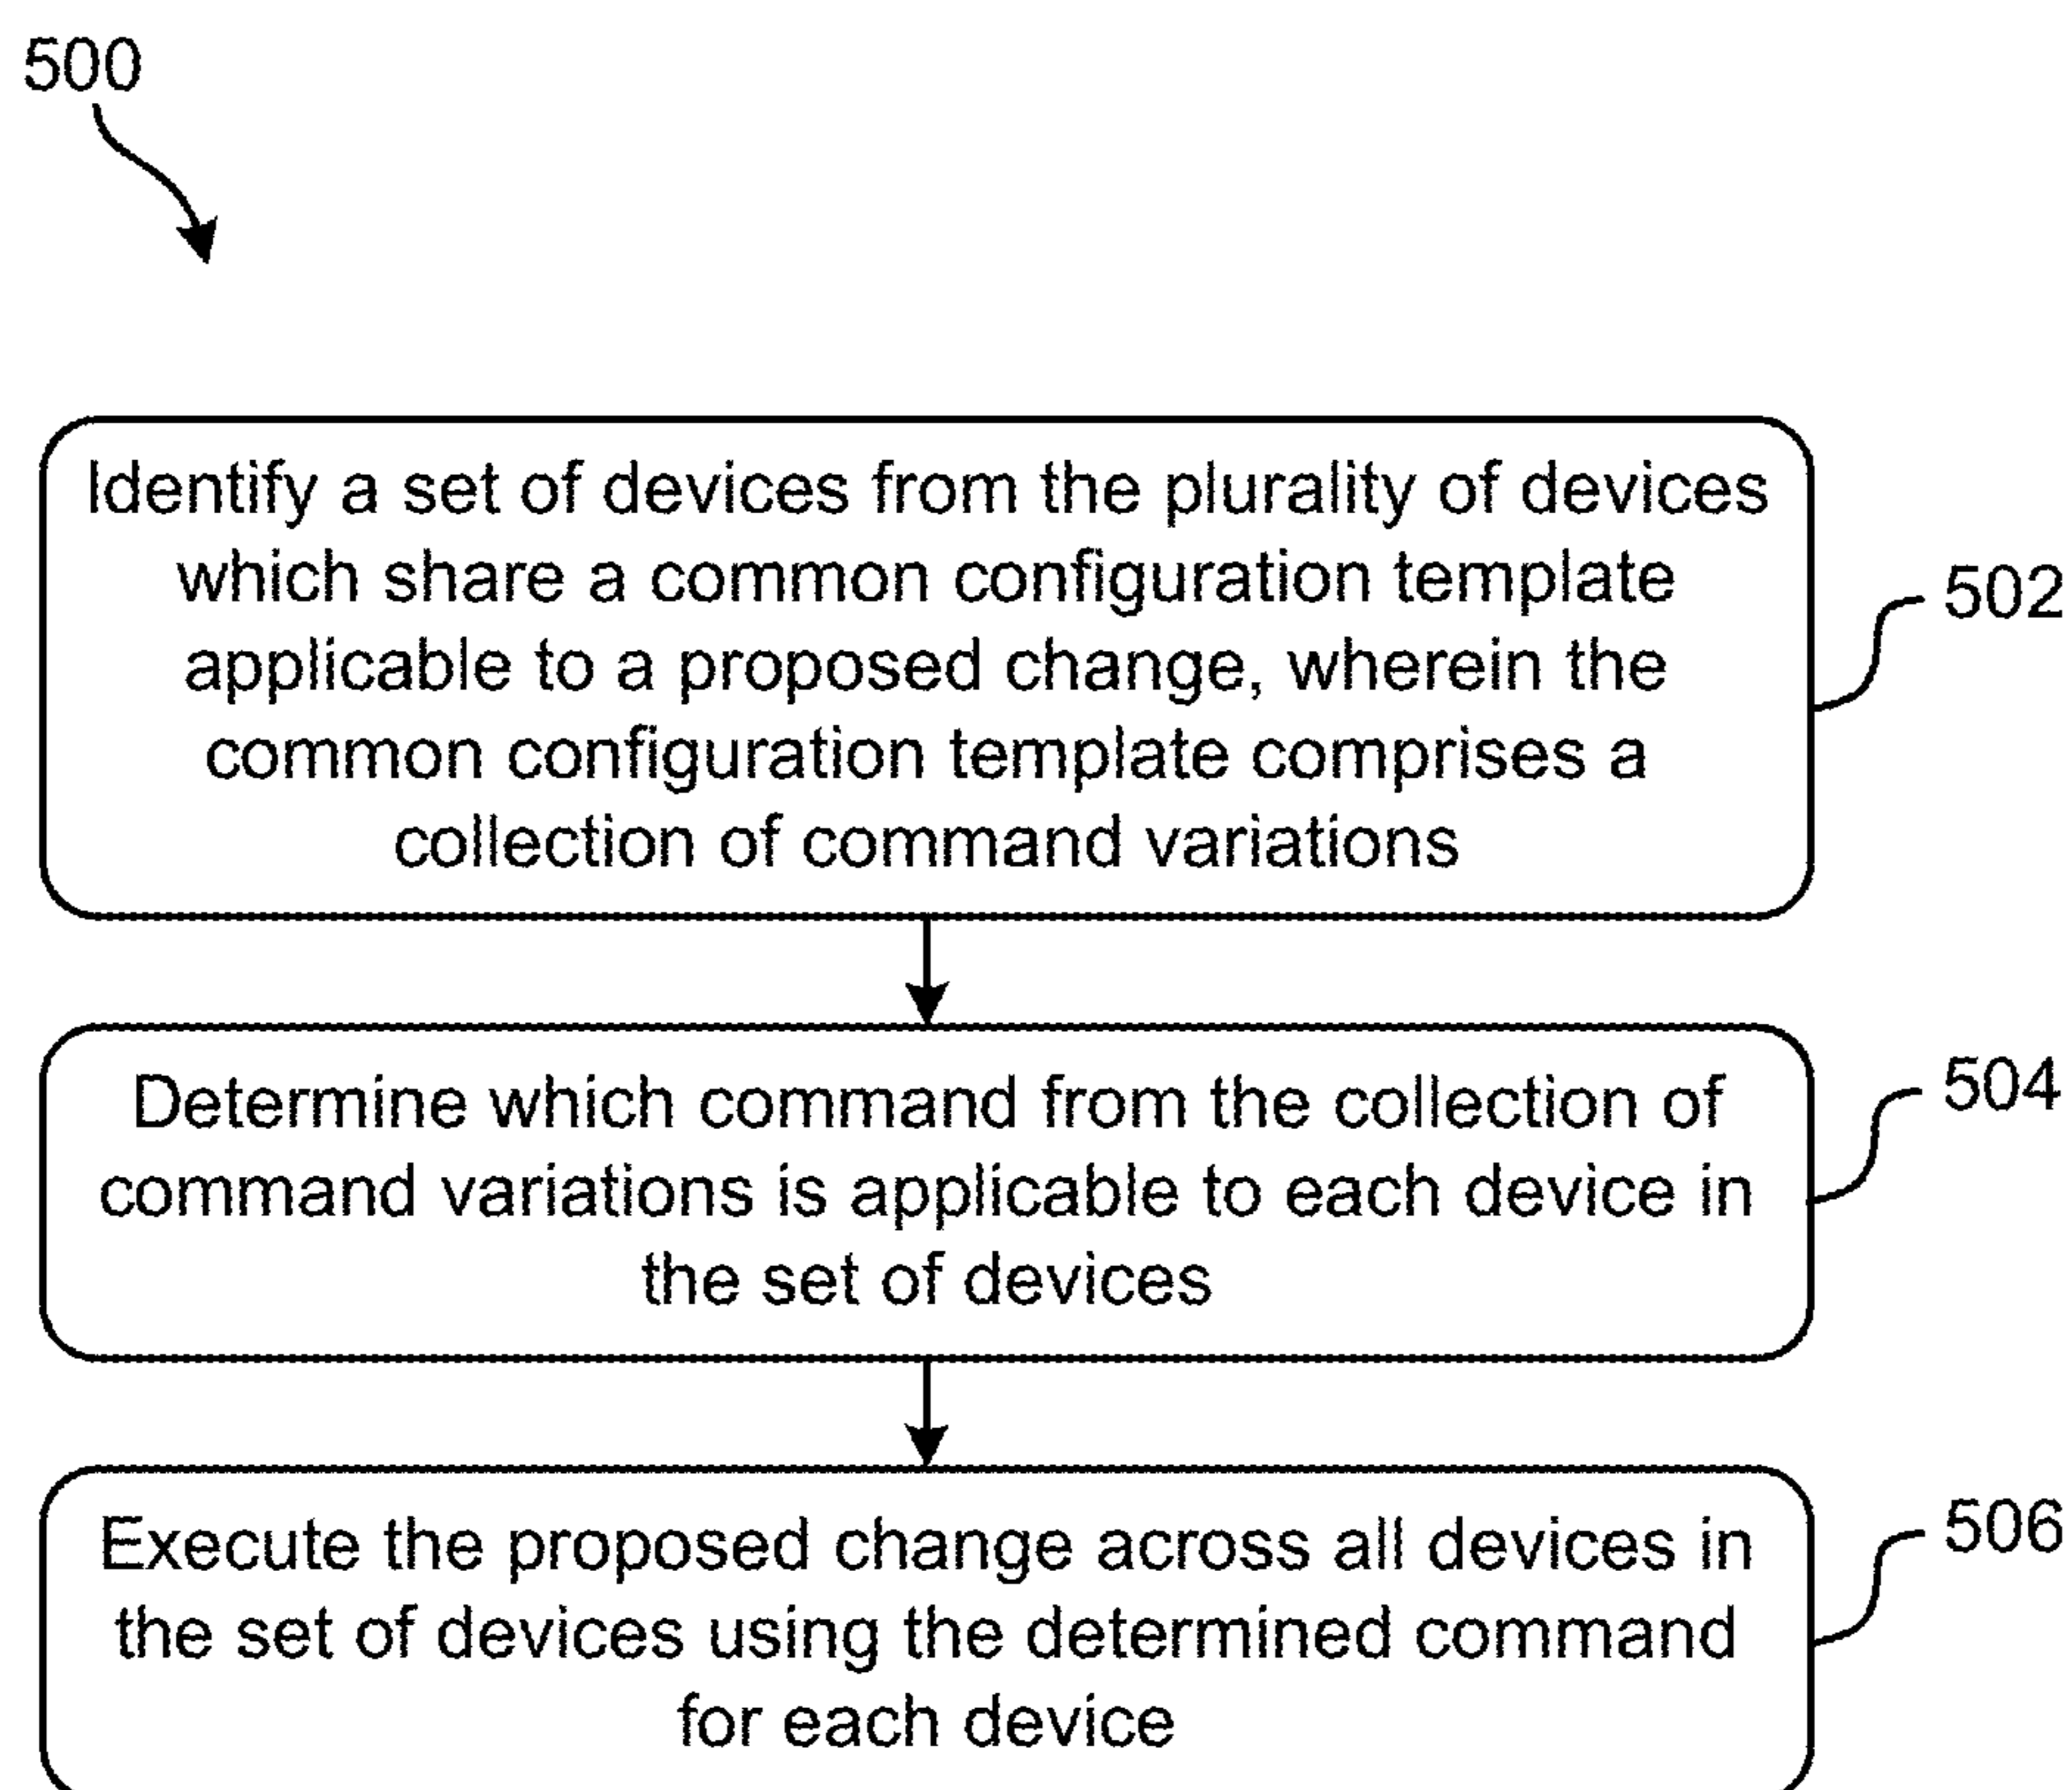 500
Identify a set of devices from the plurality of devices
which share a common configuration template
applicable to a proposed change, wherein the
common configuration template comprises a
collection of command variations
502
Determine which command from the collection of
command variations is applicable to each device in
the set of devices
504
Execute the proposed change across all devices in
the set of devices using the determined command
for each device
506